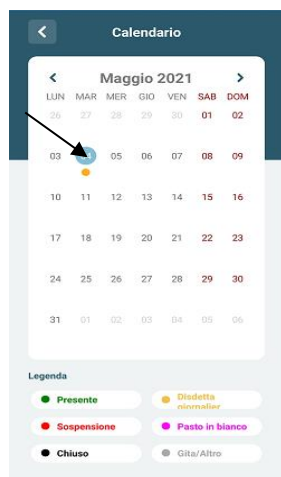 Calendario
Maggio 2021
LUN MAR MER GIO VEN SAB DOM
26 27 28 29 30 01 02
03 05 06 07 08 09
10 11 12 13 14 15 16
17 18 19 20 21 22 23
24 25 26 27 28 29 30
31 01 02 03 04 05 06
Legenda
Presente
Disdetta
giornalier
Sospensione
Pasto in bianco
Chiuso
Gita/Altro